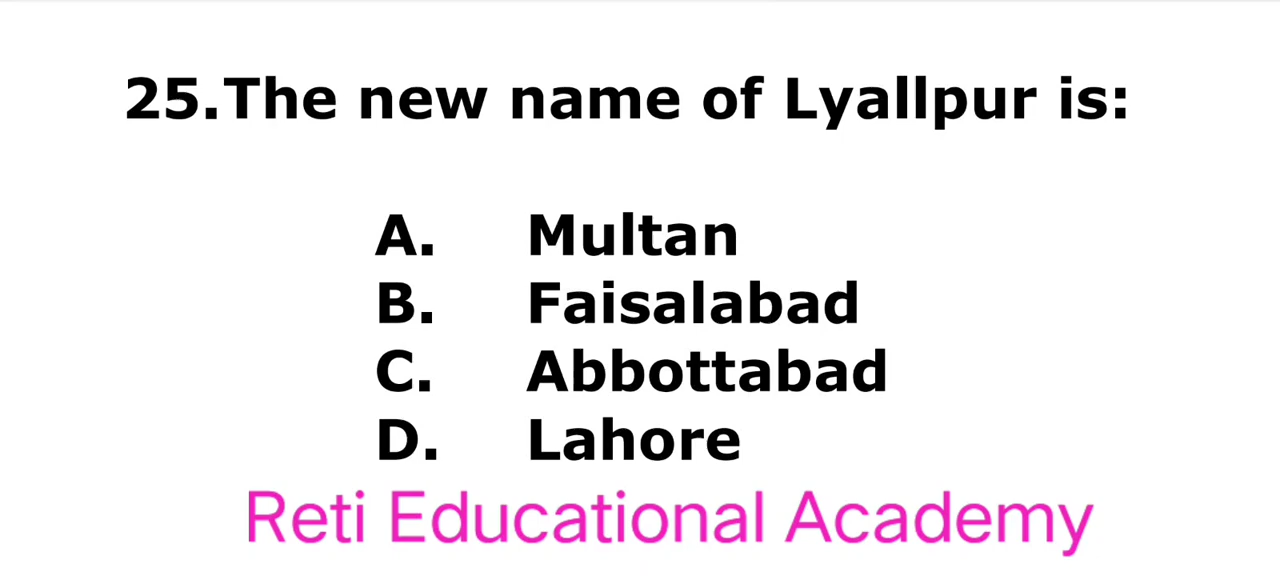 25.The new name of Lyallpur is:
A. Multan
B. Faisalabad
C. Abbottabad
D. Lahore
Reti Educational Academy